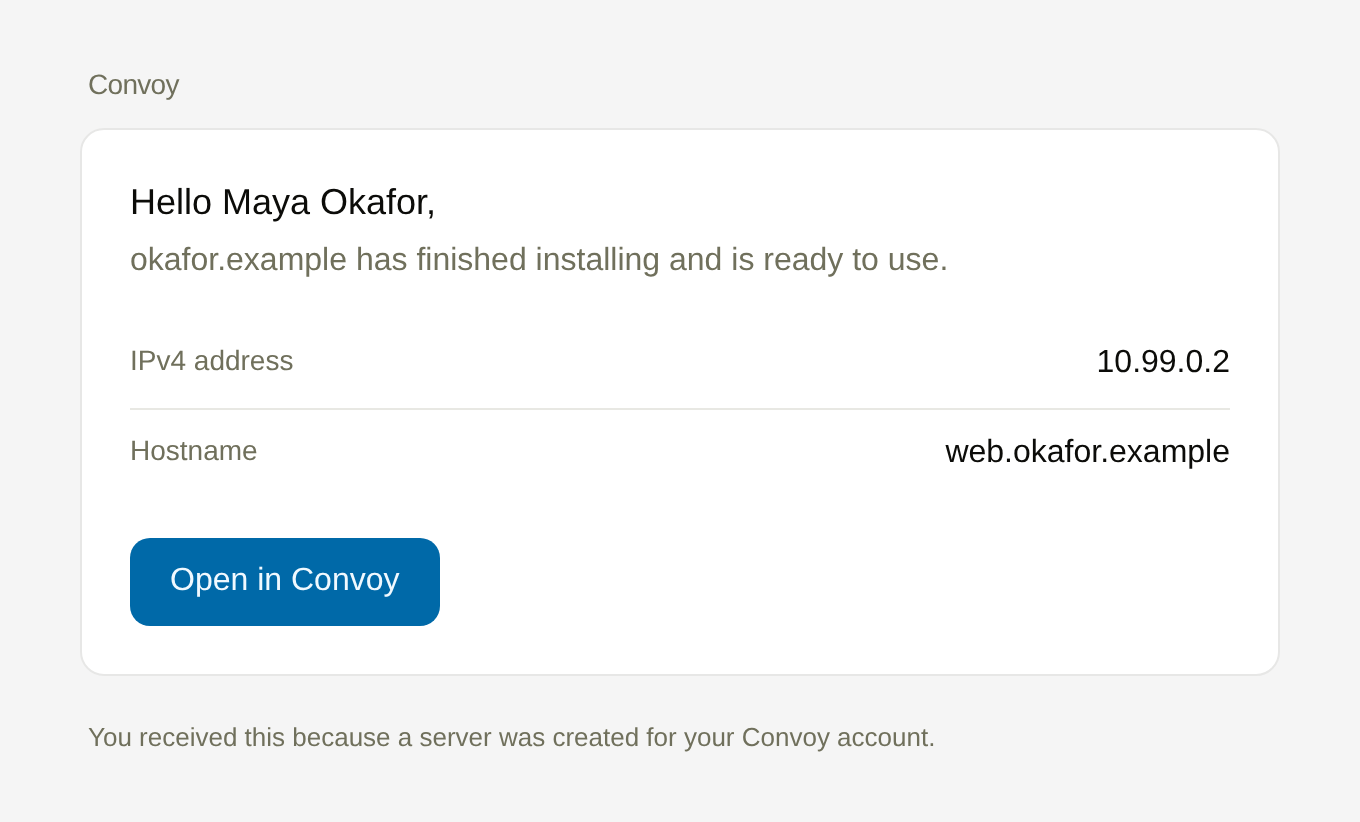 Convoy
Hello Maya Okafor,
okafor.example has finished installing and is ready to use.
IPv4 address 10.99.0.2
Hostname web.okafor.example
Open in Convoy
You received this because a server was created for your Convoy account.